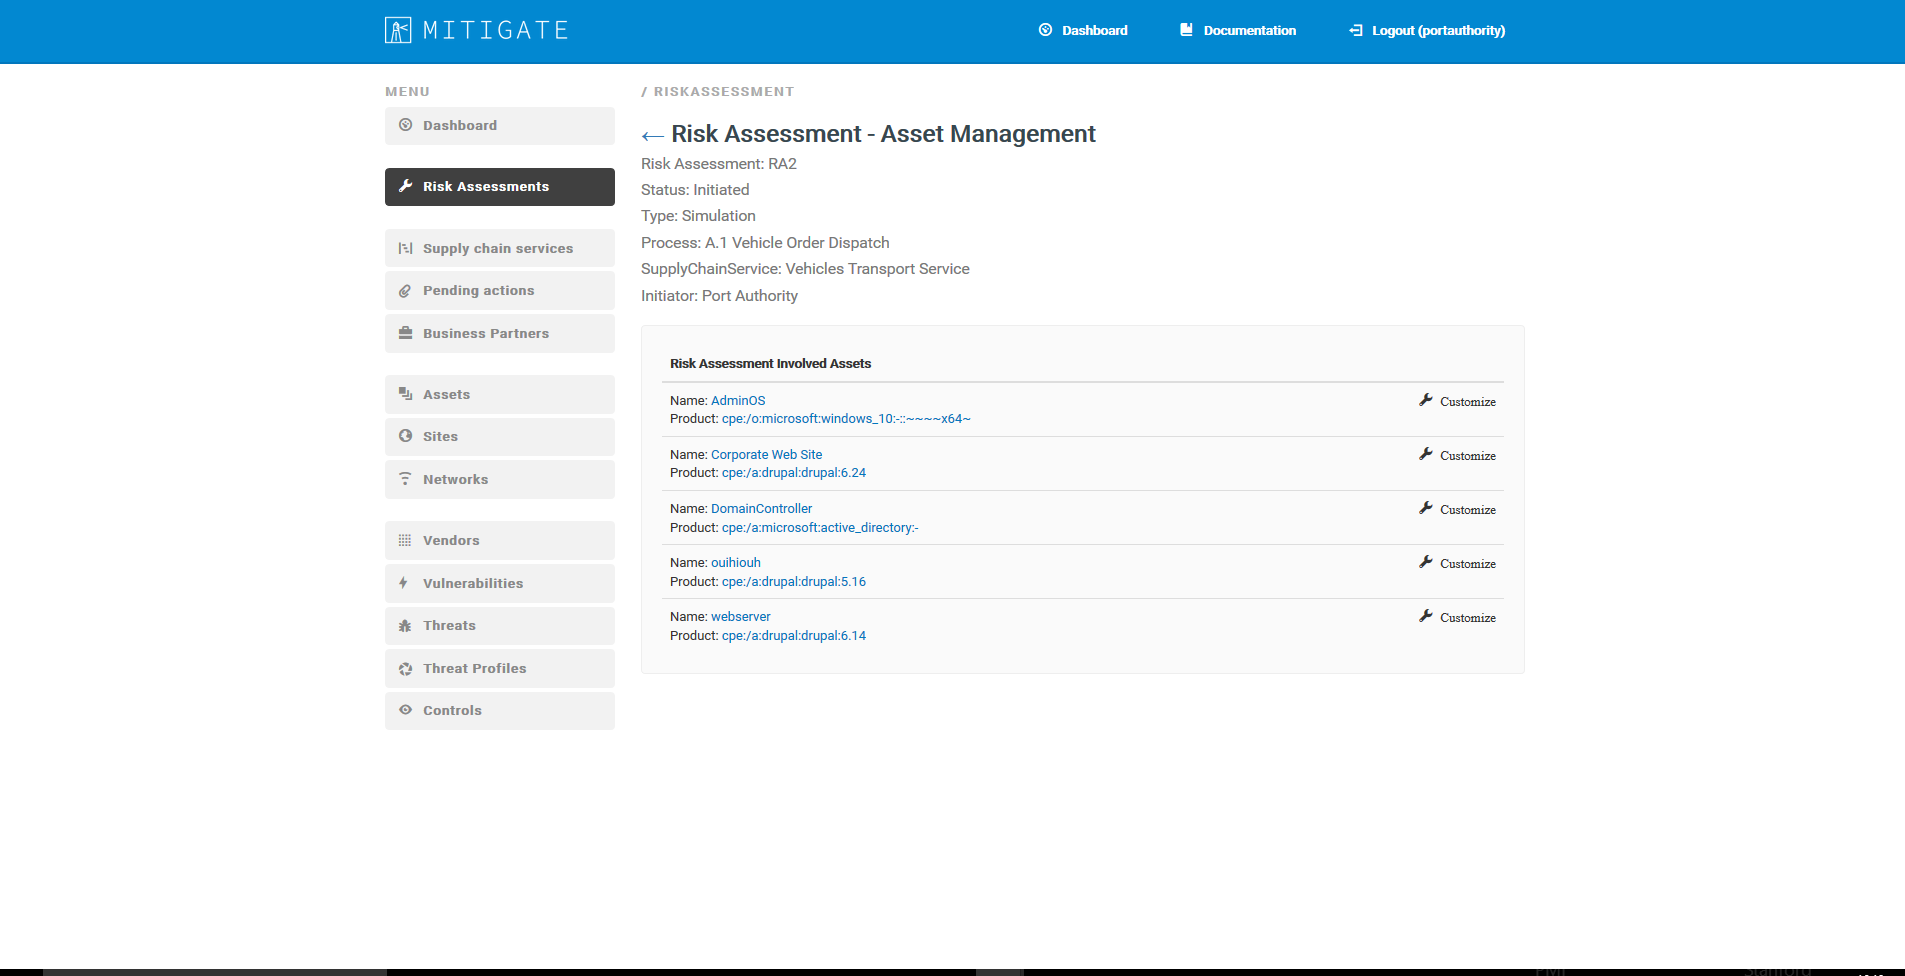 MITIGATE
Dashboard
Documentation
Logout (portauthority)
MENU
Dashboard
Risk Assessments
Supply chain services
Pending actions
Business Partners
Assets
Sites
Networks
Vendors
Vulnerabilities
Threats
Threat Profiles
Controls
/ RISKASSESSMENT
← Risk Assessment - Asset Management
Risk Assessment: RA2
Status: Initiated
Type: Simulation
Process: A.1 Vehicle Order Dispatch
SupplyChainService: Vehicles Transport Service
Initiator: Port Authority
Risk Assessment Involved Assets
Name: AdminOS
Customize
Product: cpe:/o:microsoft:windows_10:-::~~~~x64~
Name: Corporate Web Site
Customize
Product: cpe:/a:drupal:drupal:6.24
Name: DomainController
Customize
Product: cpe:/a:microsoft:active_directory:-
Name: ouihiouh
Customize
Product: cpe:/a:drupal:drupal:5.16
Name: webserver
Customize
Product: cpe:/a:drupal:drupal:6.14